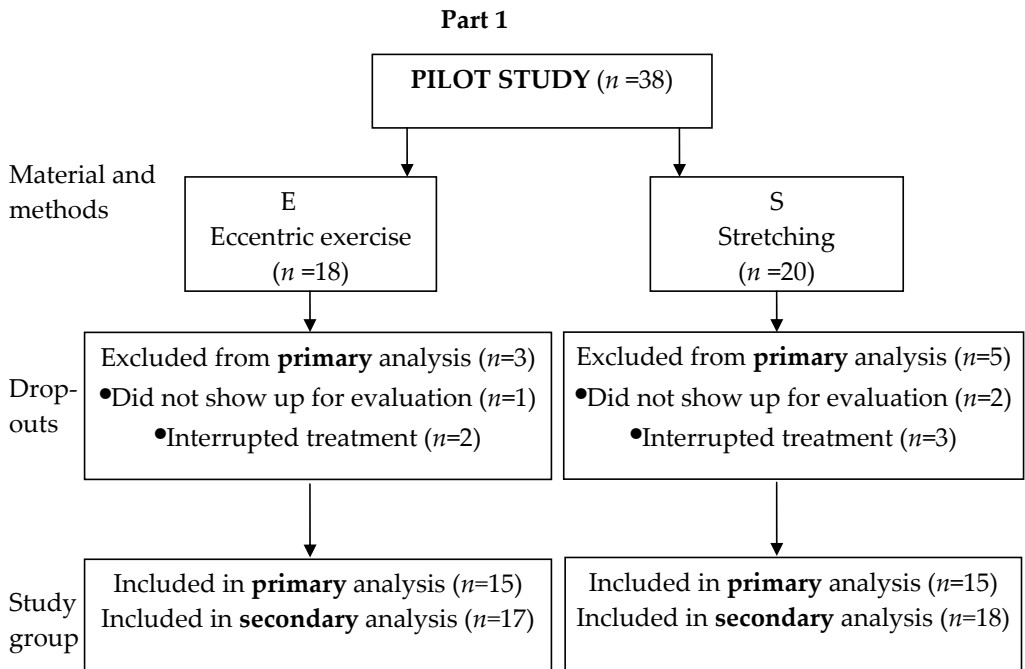 Part 1
PILOT STUDY (n =38)
Material and
methods
E
Eccentric exercise
(n =18)
S
Stretching
(n =20)
Drop-
outs
Excluded from primary analysis (n=3)
•Did not show up for evaluation (n=1)
•Interrupted treatment (n=2)
Excluded from primary analysis (n=5)
•Did not show up for evaluation (n=2)
•Interrupted treatment (n=3)
Study
group
Included in primary analysis (n=15)
Included in secondary analysis (n=17)
Included in primary analysis (n=15)
Included in secondary analysis (n=18)